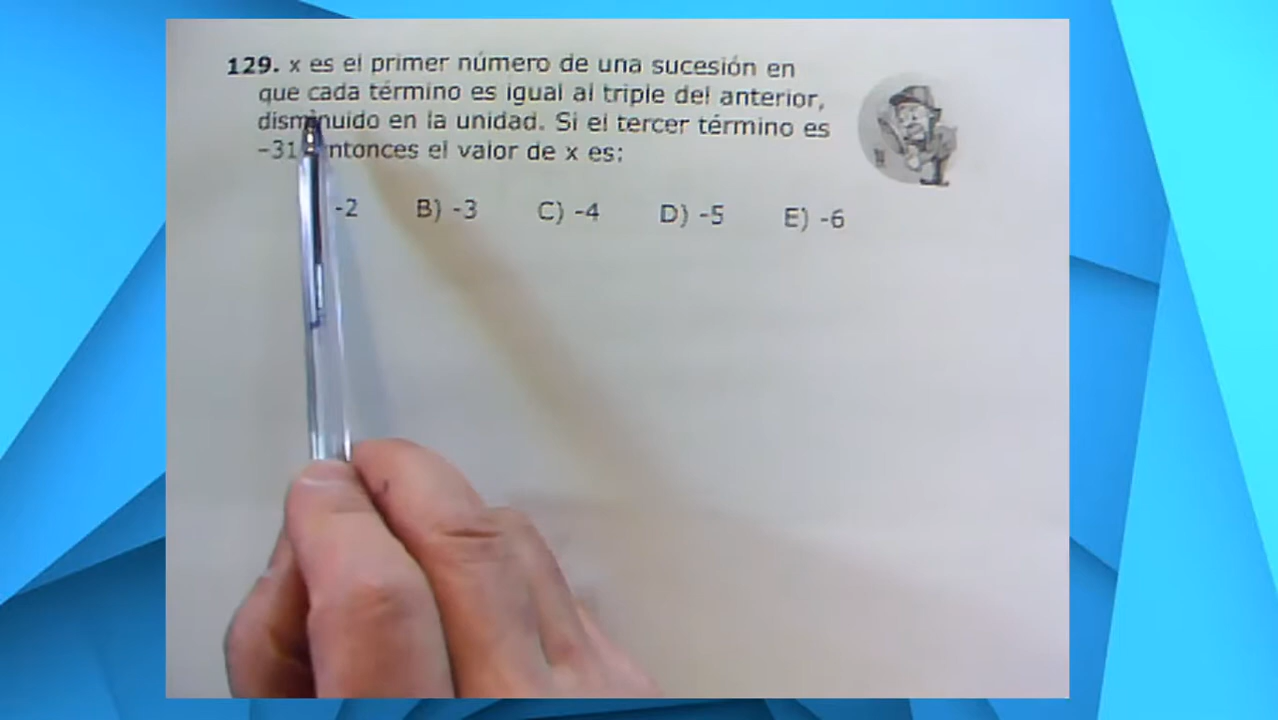 129. x es el primer número de una sucesión en
que cada término es igual al triple del anterior,
disminuido en la unidad. Si el tercer término es
-31 entonces el valor de x es:
-2 B) -3 C) -4 D) -5 E) -6